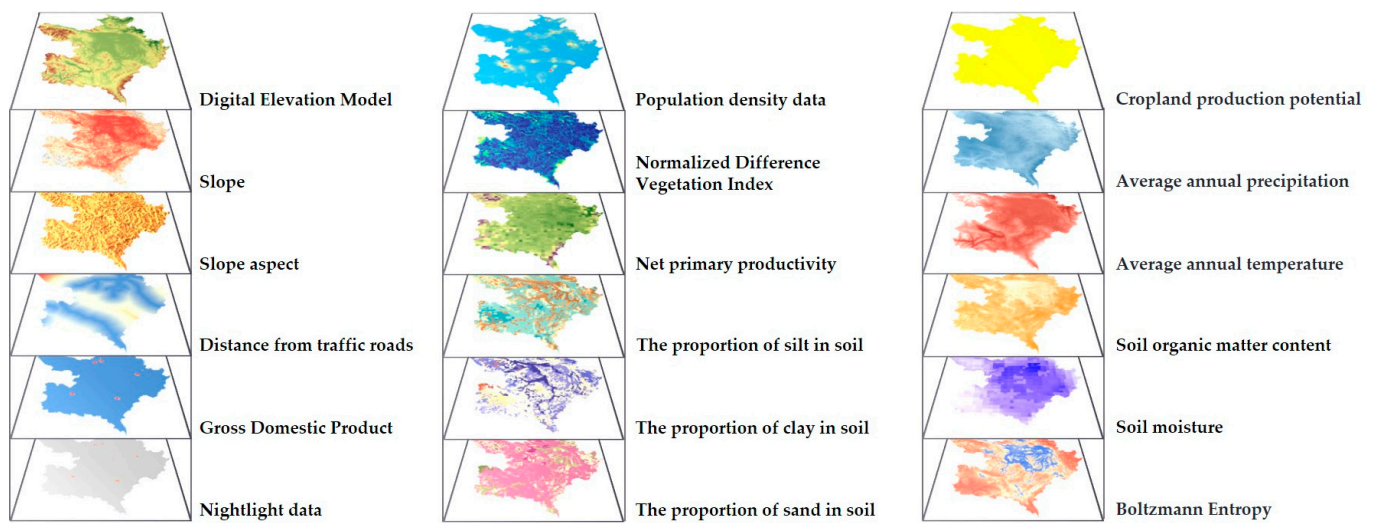 Digital Elevation Model
Slope
Slope aspect
Distance from traffic roads
Gross Domestic Product
Nightlight data
Population density data
Normalized Difference
Vegetation Index
Net primary productivity
The proportion of silt in soil
The proportion of clay in soil
The proportion of sand in soil
Cropland production potential
Average annual precipitation
Average annual temperature
Soil organic matter content
Soil moisture
Boltzmann Entropy